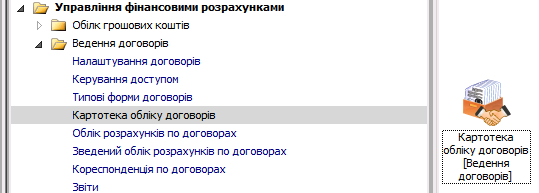 Управління фінансовими розрахунками
Обілк грошових коштів
Ведення договорів
Налаштування договорів
Керування доступом
Типові форми договорів
Картотека обліку договорів
Облік розрахунків по договорах
Зведений облік розрахунків по договорах
Кореспонденція по договорах
Звіти
Картотека
обліку договорів
[Ведення
договорів]